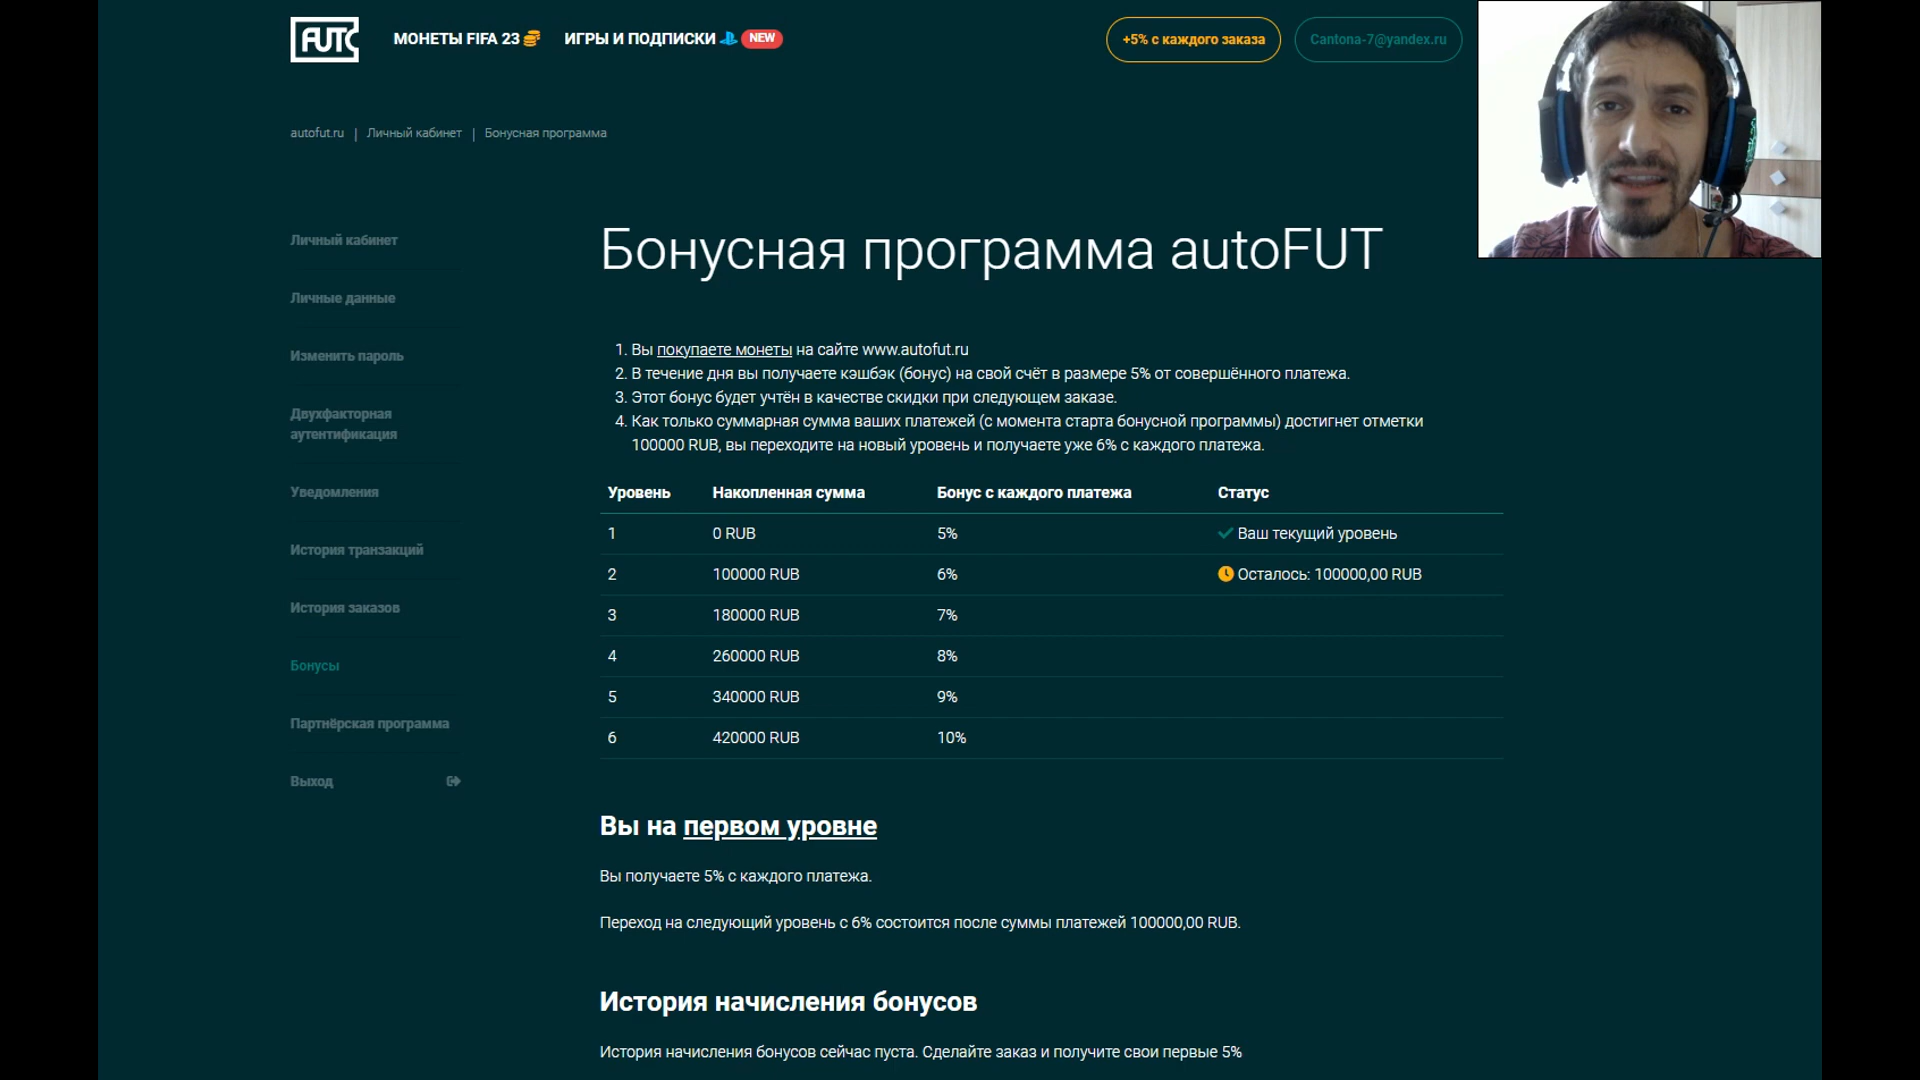 FUT
МОНЕТЫ FIFA 23
ИГРЫ И ПОДПИСКИ NEW
+5% с каждого заказа
Cantona-7@yandex.ru
autofut.ru | Личный кабинет | Бонусная программа
Личный кабинет
Личные данные
Изменить пароль
Двухфакторная
аутентификация
Уведомления
История транзакций
История заказов
Бонусы
Партнёрская программа
Выход
Бонусная программа autoFUT
1. Вы покупаете монеты на сайте www.autofut.ru
2. В течение дня вы получаете кэшбэк (бонус) на свой счёт в размере 5% от совершённого платежа.
3. Этот бонус будет учтён в качестве скидки при следующем заказе.
4. Как только суммарная сумма ваших платежей (с момента старта бонусной программы) достигнет отметки
100000 RUB, вы переходите на новый уровень и получаете уже 6% с каждого платежа.
Уровень Накопленная сумма Бонус с каждого платежа Статус
1 0 RUB 5% Ваш текущий уровень
2 100000 RUB 6% Осталось: 100000,00 RUB
3 180000 RUB 7%
4 260000 RUB 8%
5 340000 RUB 9%
6 420000 RUB 10%
Вы на первом уровне
Вы получаете 5% с каждого платежа.
Переход на следующий уровень с 6% состоится после суммы платежей 100000,00 RUB.
История начисления бонусов
История начисления бонусов сейчас пуста. Сделайте заказ и получите свои первые 5%